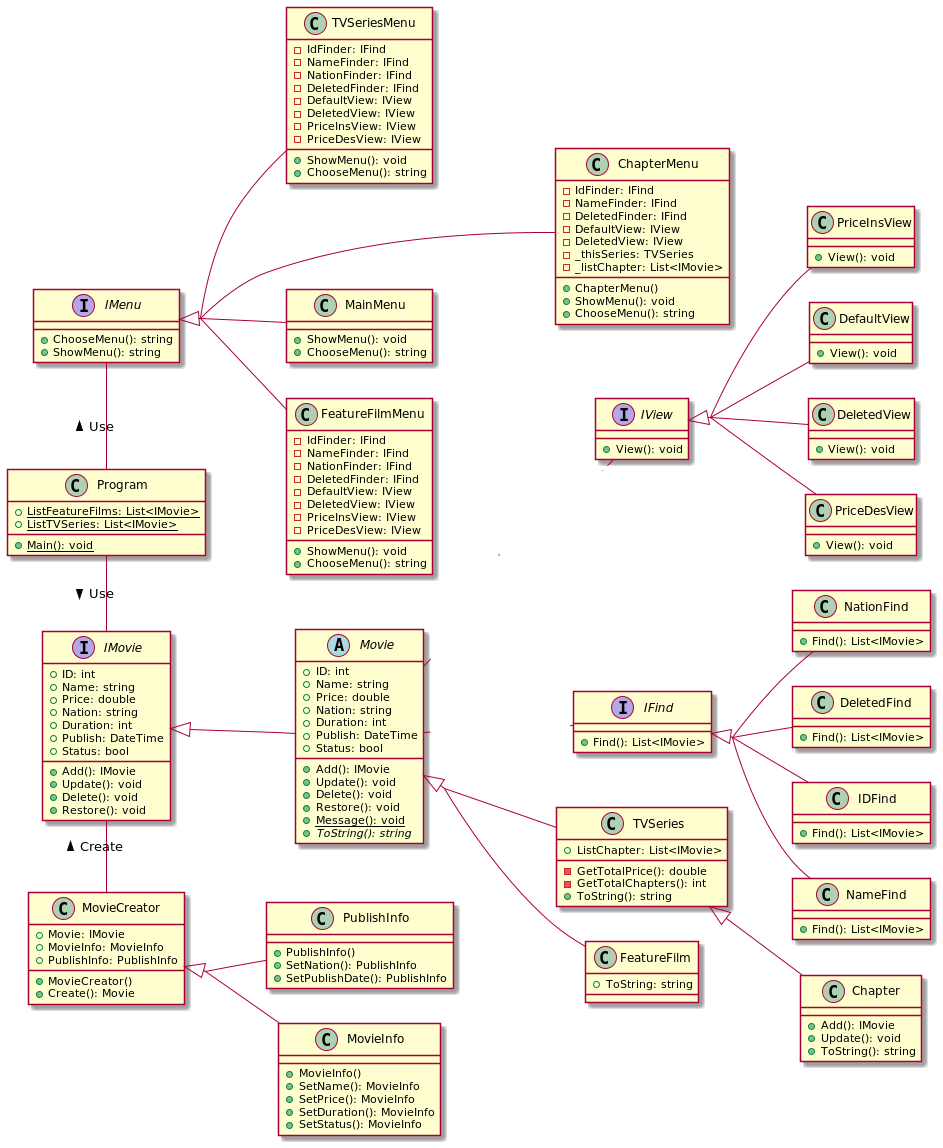 C TVSeriesMenu
IdFinder: IFind
NameFinder: IFind
NationFinder: IFind
DeletedFinder: IFind
DefaultView: IView
DeletedView: IView
PriceInsView: IView
PriceDesView: IView
ShowMenu(): void
ChooseMenu(): string
C ChapterMenu
IdFinder: IFind
NameFinder: IFind
DeletedFinder: IFind
DefaultView: IView
DeletedView: IView
_thisSeries: TVSeries
_listChapter: List<IMovie>
ChapterMenu()
ShowMenu(): void
ChooseMenu(): string
C PriceInsView
View(): void
I IMenu
ChooseMenu(): string
ShowMenu(): string
C MainMenu
ShowMenu(): void
ChooseMenu(): string
C DefaultView
View(): void
C FeatureFilmMenu
IdFinder: IFind
NameFinder: IFind
NationFinder: IFind
DeletedFinder: IFind
DefaultView: IView
DeletedView: IView
PriceInsView: IView
PriceDesView: IView
ShowMenu(): void
ChooseMenu(): string
I IView
View(): void
C DeletedView
View(): void
Use
C Program
ListFeatureFilms: List<IMovie>
ListTVSeries: List<IMovie>
Main(): void
C PriceDesView
View(): void
Use
I IMovie
ID: int
Name: string
Price: double
Nation: string
Duration: int
Publish: DateTime
Status: bool
Add(): IMovie
Update(): void
Delete(): void
Restore(): void
A Movie
ID: int
Name: string
Price: double
Nation: string
Duration: int
Publish: DateTime
Status: bool
Add(): IMovie
Update(): void
Delete(): void
Restore(): void
Message(): void
ToString(): string
C NationFind
Find(): List<IMovie>
I IFind
Find(): List<IMovie>
C DeletedFind
Find(): List<IMovie>
C IDFind
Find(): List<IMovie>
C TVSeries
ListChapter: List<IMovie>
GetTotalPrice(): double
GetTotalChapters(): int
ToString(): string
C NameFind
Find(): List<IMovie>
Create
C MovieCreator
Movie: IMovie
MovieInfo: MovieInfo
PublishInfo: PublishInfo
MovieCreator()
Create(): Movie
C PublishInfo
PublishInfo()
SetNation(): PublishInfo
SetPublishDate(): PublishInfo
C FeatureFilm
ToString: string
C Chapter
Add(): IMovie
Update(): void
ToString(): string
C MovieInfo
MovieInfo()
SetName(): MovieInfo
SetPrice(): MovieInfo
SetDuration(): MovieInfo
SetStatus(): MovieInfo